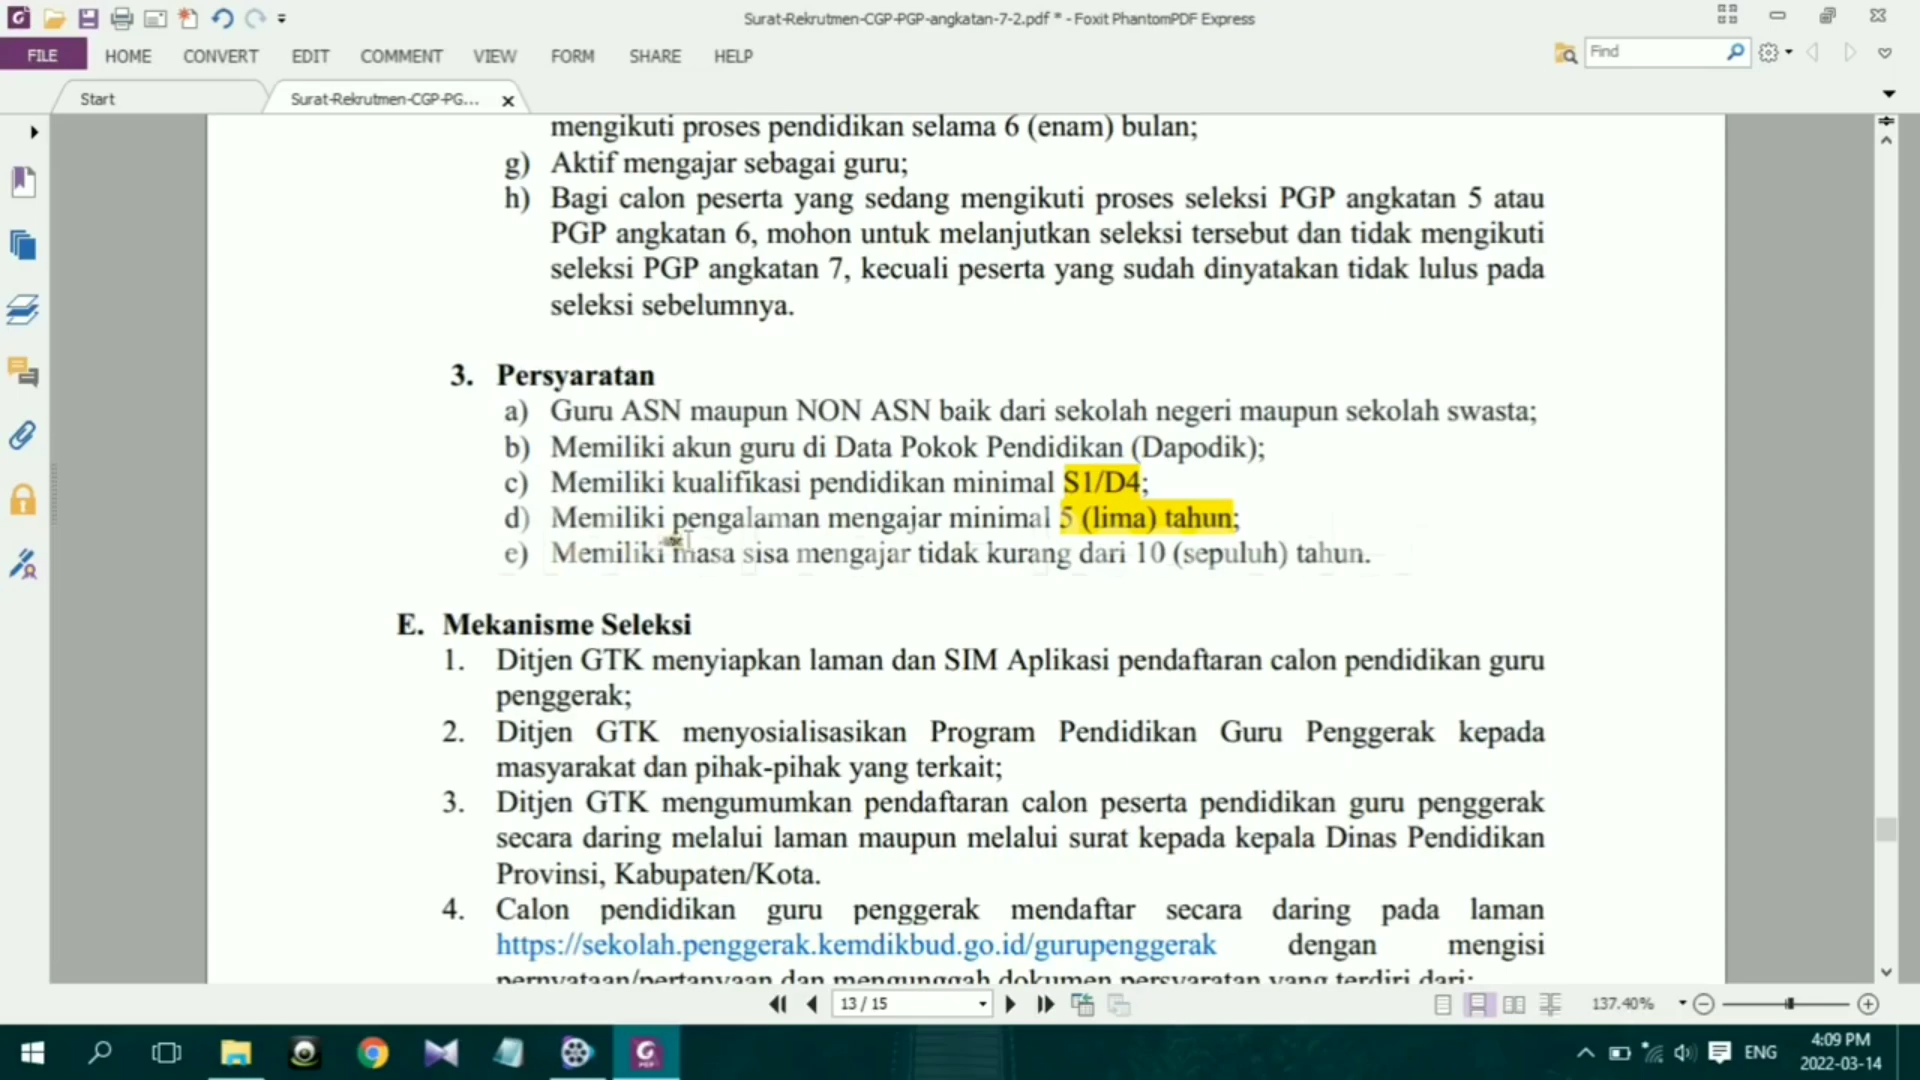 Surat-Rekrutmen-CGP-PGP-angkatan-7-2.pdf * - Foxit PhantomPDF Express
FILE HOME CONVERT EDIT COMMENT VIEW FORM SHARE HELP
Find
Start
Surat-Rekrutmen-CGP-PG...
mengikuti proses pendidikan selama 6 (enam) bulan;
g) Aktif mengajar sebagai guru;
h) Bagi calon peserta yang sedang mengikuti proses seleksi PGP angkatan 5 atau
PGP angkatan 6, mohon untuk melanjutkan seleksi tersebut dan tidak mengikuti
seleksi PGP angkatan 7, kecuali peserta yang sudah dinyatakan tidak lulus pada
seleksi sebelumnya.
3. Persyaratan
a) Guru ASN maupun NON ASN baik dari sekolah negeri maupun sekolah swasta;
b) Memiliki akun guru di Data Pokok Pendidikan (Dapodik);
c) Memiliki kualifikasi pendidikan minimal S1/D4;
d) Memiliki pengalaman mengajar minimal 5 (lima) tahun;
e) Memiliki masa sisa mengajar tidak kurang dari 10 (sepuluh) tahun.
E. Mekanisme Seleksi
1. Ditjen GTK menyiapkan laman dan SIM Aplikasi pendaftaran calon pendidikan guru
penggerak;
2. Ditjen GTK menyosialisasikan Program Pendidikan Guru Penggerak kepada
masyarakat dan pihak-pihak yang terkait;
3. Ditjen GTK mengumumkan pendaftaran calon peserta pendidikan guru penggerak
secara daring melalui laman maupun melalui surat kepada kepala Dinas Pendidikan
Provinsi, Kabupaten/Kota.
4. Calon pendidikan guru penggerak mendaftar secara daring pada laman
https://sekolah.penggerak.kemdikbud.go.id/gurupenggerak dengan mengisi
pernyataan/pertanyaan dan mengunggah dokumen persyaratan yang terdiri dari:
13 / 15
137.40%
ENG
4:09 PM
2022-03-14